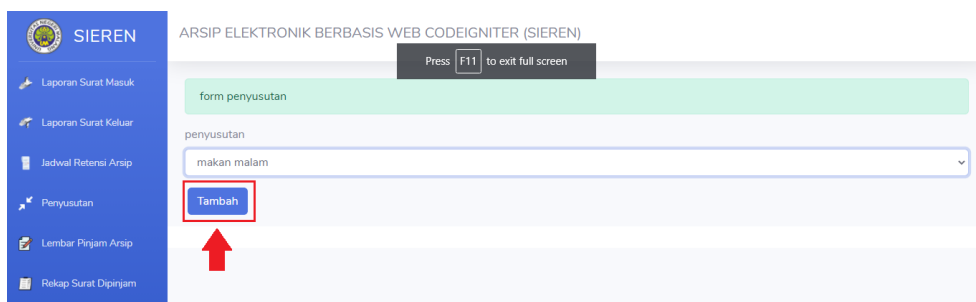 SIEREN
ARSIP ELEKTRONIK BERBASIS WEB CODEIGNITER (SIEREN)
Press F11 to exit full screen
Laporan Surat Masuk
Laporan Surat Keluar
Jadwal Retensi Arsip
Penyusutan
Lembar Pinjam Arsip
Rekap Surat Dipinjam
form penyusutan
penyusutan
makan malam
Tambah